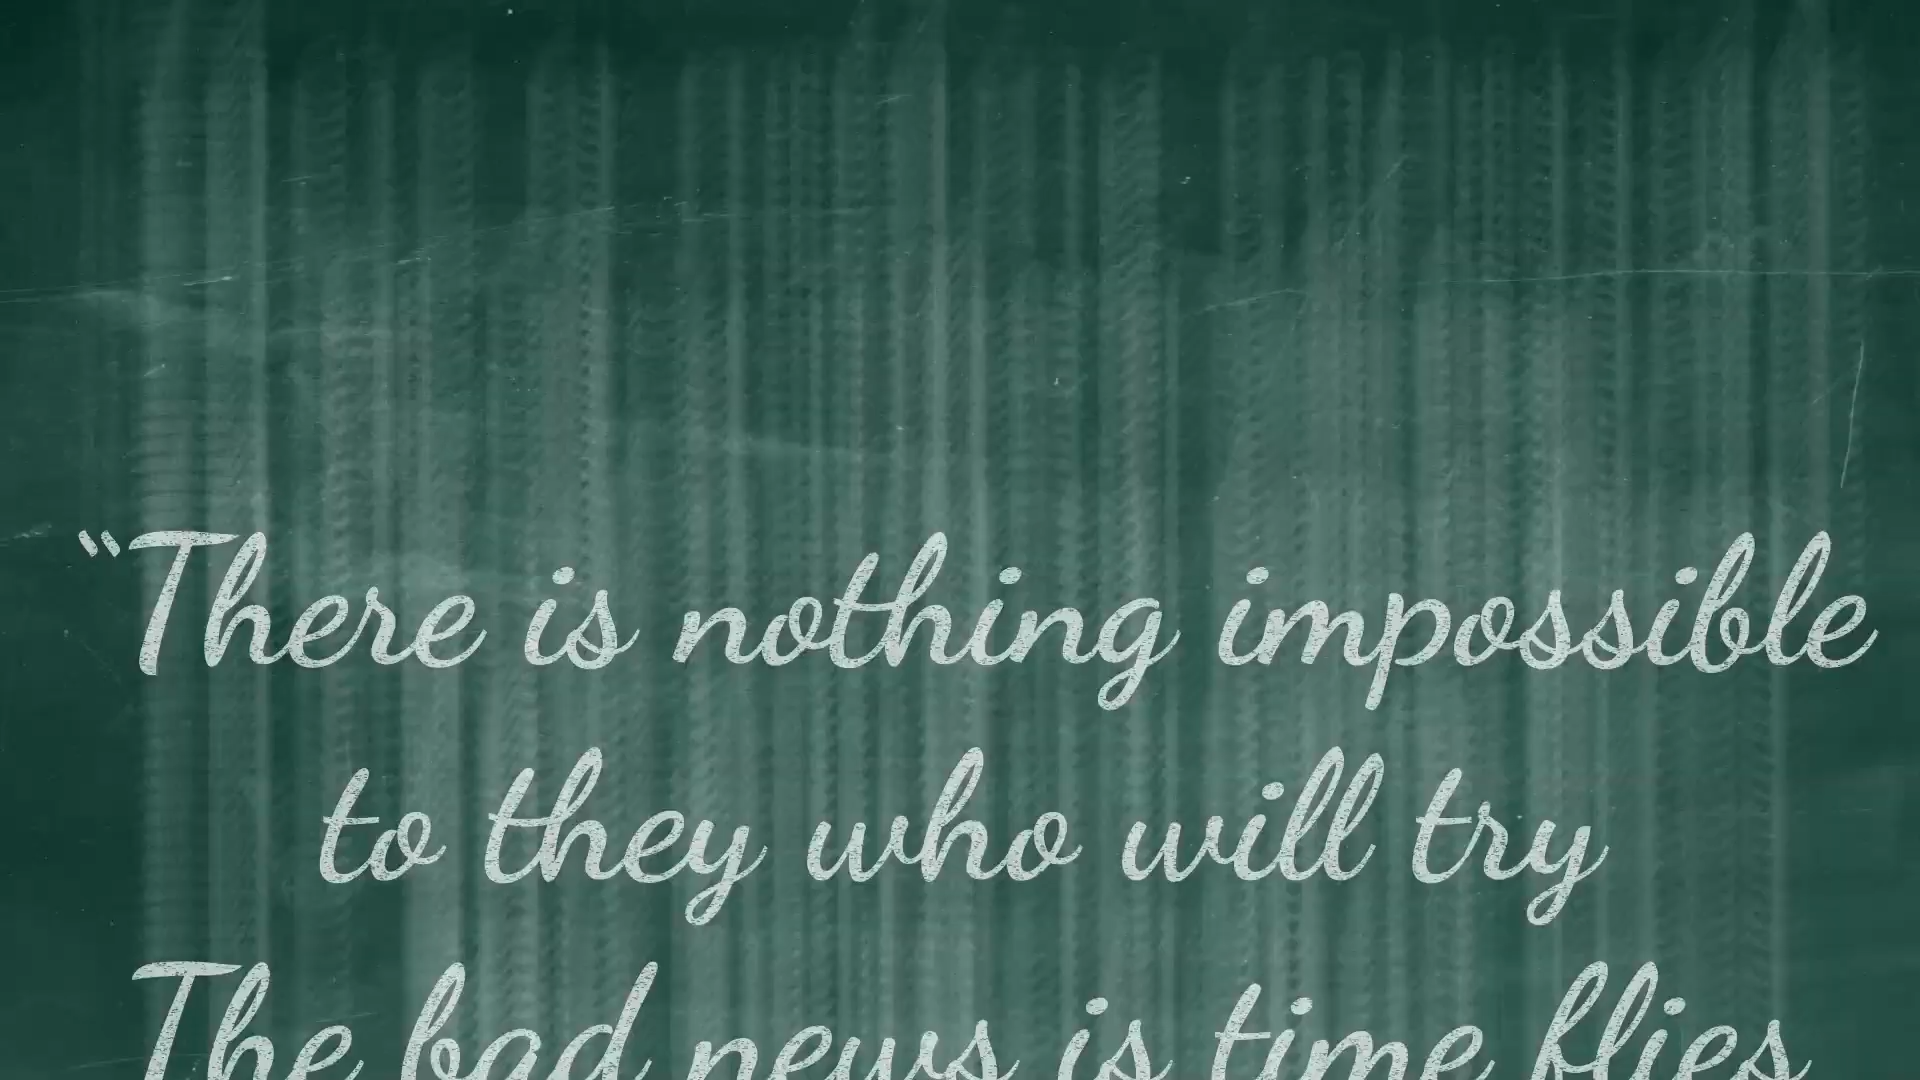 “There is nothing impossible
to they who will try
The bad news is time flies